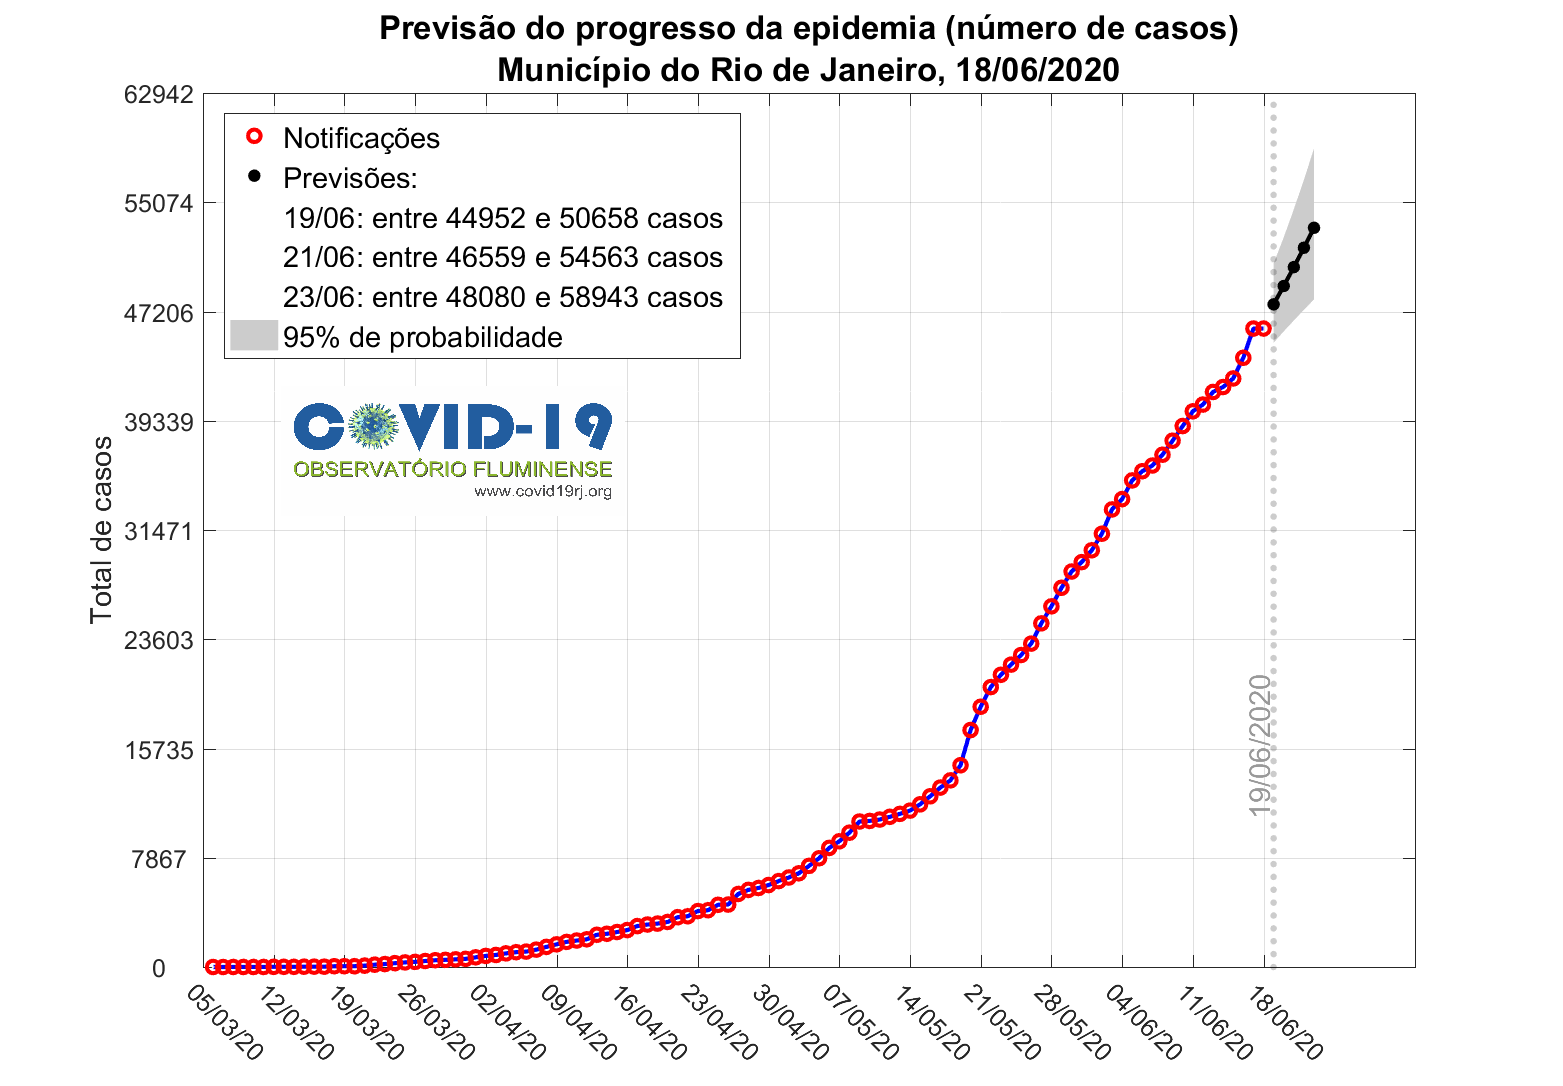 Previsão do progresso da epidemia (número de casos)
Município do Rio de Janeiro, 18/06/2020
62942
55074
47206
39339
31471
23603
15735
7867
0
Total de casos
Notificações
Previsões:
19/06: entre 44952 e 50658 casos
21/06: entre 46559 e 54563 casos
23/06: entre 48080 e 58943 casos
95% de probabilidade
COVID-19
OBSERVATÓRIO FLUMINENSE
www.covid19rj.org
19/06/2020
05/03/20
12/03/20
19/03/20
26/03/20
02/04/20
09/04/20
16/04/20
23/04/20
30/04/20
07/05/20
14/05/20
21/05/20
28/05/20
04/06/20
11/06/20
18/06/20